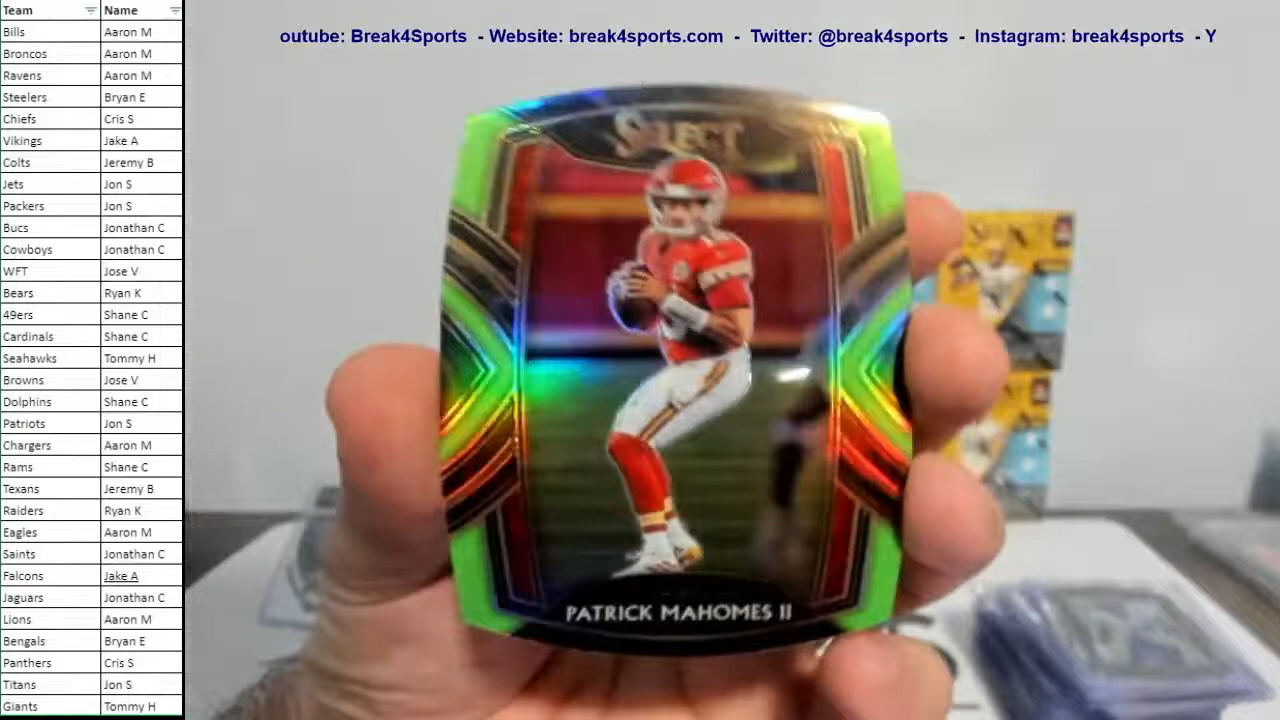 Team Name
Bills Aaron M
Broncos Aaron M
Ravens Aaron M
Steelers Bryan E
Chiefs Cris S
Vikings Jake A
Colts Jeremy B
Jets Jon S
Packers Jon S
Bucs Jonathan C
Cowboys Jonathan C
WFT Jose V
Bears Ryan K
49ers Shane C
Cardinals Shane C
Seahawks Tommy H
Browns Jose V
Dolphins Shane C
Patriots Jon S
Chargers Aaron M
Rams Shane C
Texans Jeremy B
Raiders Ryan K
Eagles Aaron M
Saints Jonathan C
Falcons Jake A
Jaguars Jonathan C
Lions Aaron M
Bengals Bryan E
Panthers Cris S
Titans Jon S
Giants Tommy H
outube: Break4Sports - Website: break4sports.com - Twitter: @break4sports - Instagram: break4sports - Y
SELECT
PATRICK MAHOMES II